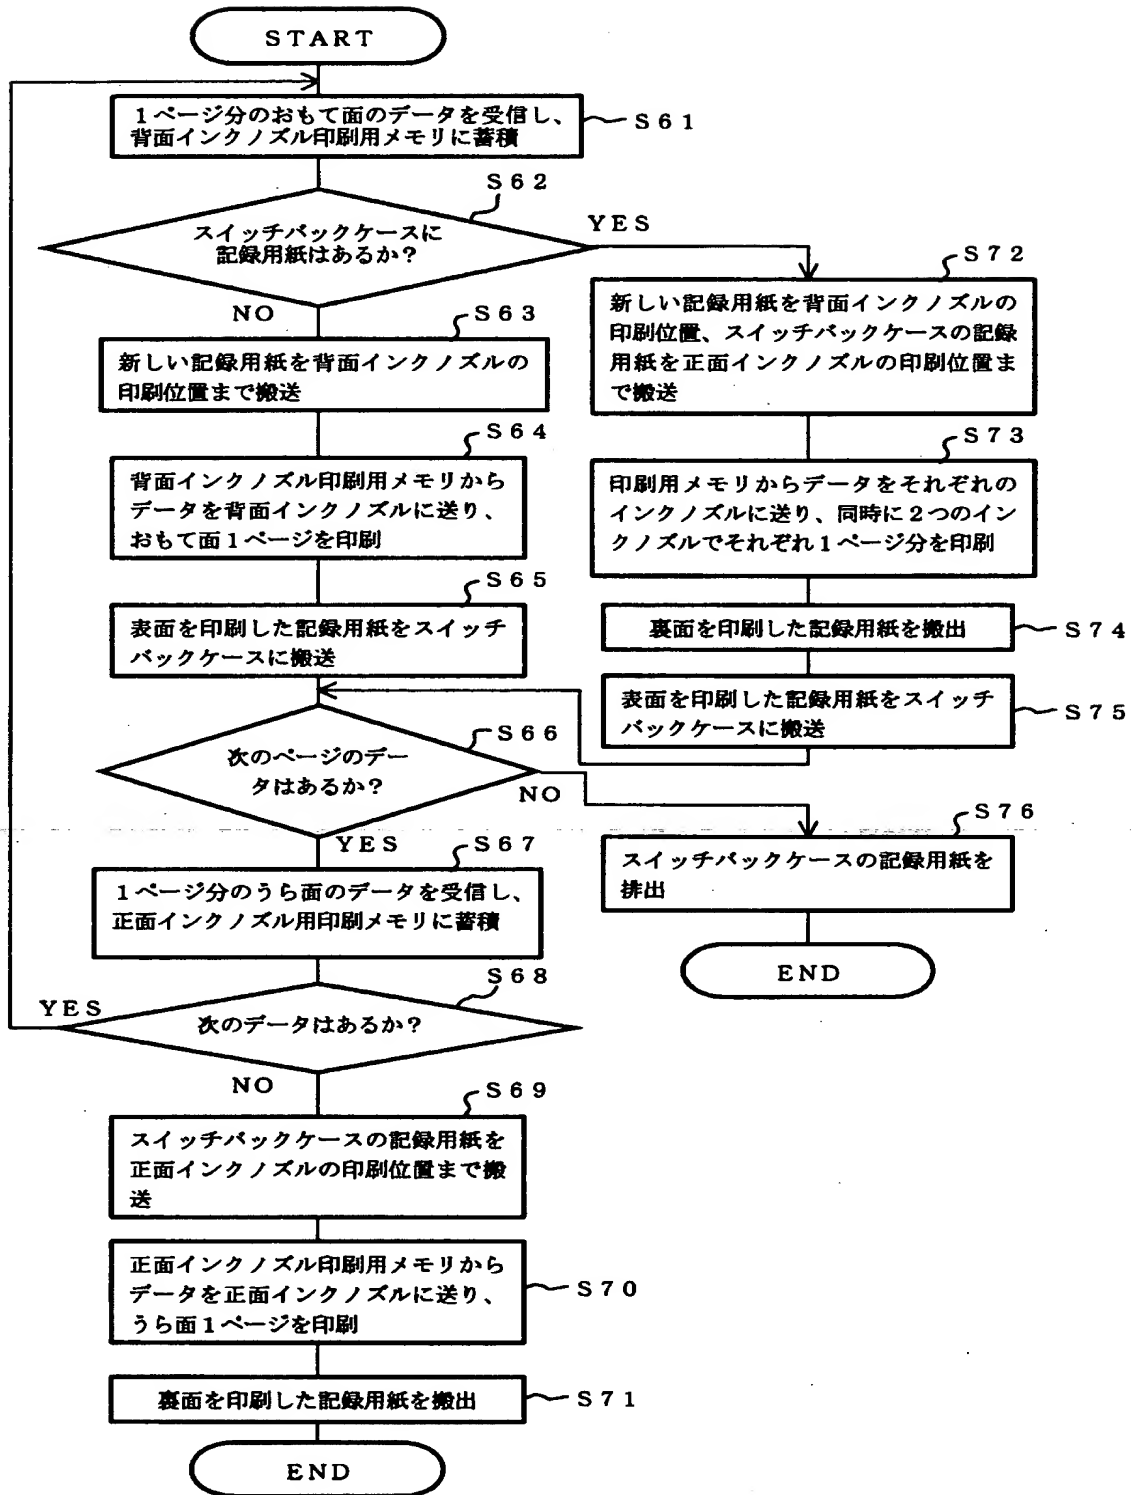 START
1ページ分のおもて面のデータを受信し、
背面インクノズル印刷用メモリに蓄積
S61
S62
スイッチバックケースに
記録用紙はあるか?
YES
NO
S63
新しい記録用紙を背面インクノズルの
印刷位置まで搬送
S64
背面インクノズル印刷用メモリから
データを背面インクノズルに送り、
おもて面1ページを印刷
S65
表面を印刷した記録用紙をスイッチ
バックケースに搬送
S72
新しい記録用紙を背面インクノズルの
印刷位置、スイッチバックケースの記録
用紙を正面インクノズルの印刷位置ま
で搬送
S73
印刷用メモリからデータをそれぞれの
インクノズルに送り、同時に2つのイン
クノズルでそれぞれ1ページ分を印刷
裏面を印刷した記録用紙を搬出
S74
表面を印刷した記録用紙をスイッチ
バックケースに搬送
S75
S66
次のページのデー
タはあるか?
NO
YES
S76
スイッチバックケースの記録用紙を
排出
END
S67
1ページ分のうら面のデータを受信し、
正面インクノズル用印刷メモリに蓄積
S68
次のデータはあるか?
YES
NO
S69
スイッチバックケースの記録用紙を
正面インクノズルの印刷位置まで搬
送
正面インクノズル印刷用メモリから
データを正面インクノズルに送り、
うら面1ページを印刷
S70
裏面を印刷した記録用紙を搬出
S71
END